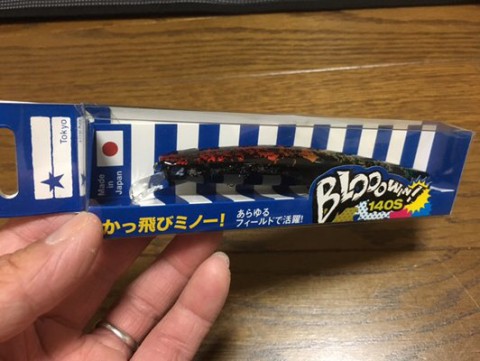 Tokyo
Made
in
Japan
かっ飛びミノー!
あらゆる
フィールドで活躍!
BLOOOWIN!
140S